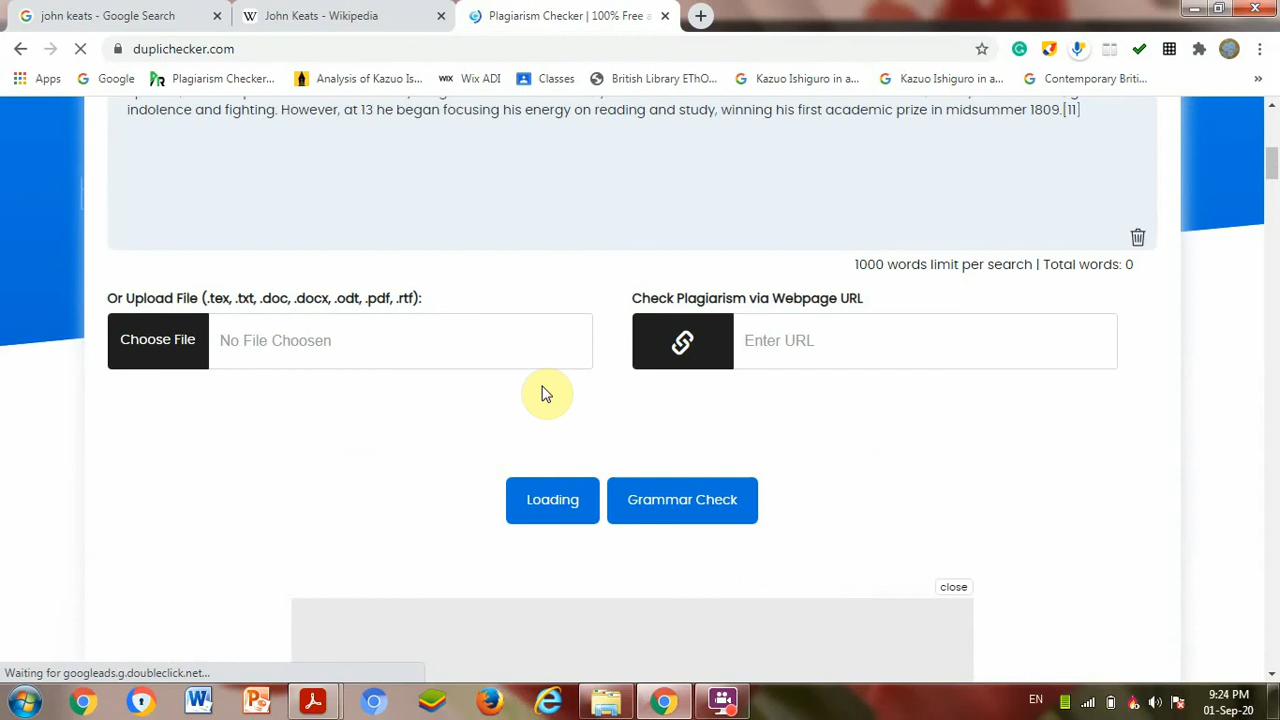 john keats - Google Search
John Keats - Wikipedia
Plagiarism Checker | 100% Free
duplichecker.com
Apps
Google
Plagiarism Checker...
Analysis of Kazuo Is...
WIX
Wix ADI
Classes
British Library EThO...
Kazuo Ishiguro in a...
Kazuo Ishiguro in a...
Contemporary Briti...
»
indolence and fighting. However, at 13 he began focusing his energy on reading and study, winning his first academic prize in midsummer 1809.[11]
1000 words limit per search | Total words: 0
Or Upload File (.tex, .txt, .doc, .docx, .odt, .pdf, .rtf):
Check Plagiarism via Webpage URL
Choose File
No File Choosen
Enter URL
Loading
Grammar Check
close
Waiting for googleads.g.doubleclick.net...
EN
9:24 PM
01-Sep-20